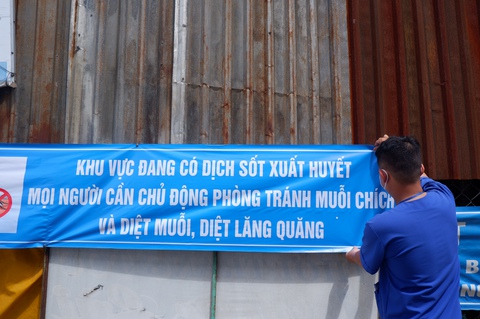 KHU VỰC ĐANG CÓ DỊCH SỐT XUẤT HUYẾT
MỌI NGƯỜI CẦN CHỦ ĐỘNG PHÒNG TRÁNH MUỖI CHÍCH
VÀ DIỆT MUỖI, DIỆT LĂNG QUĂNG